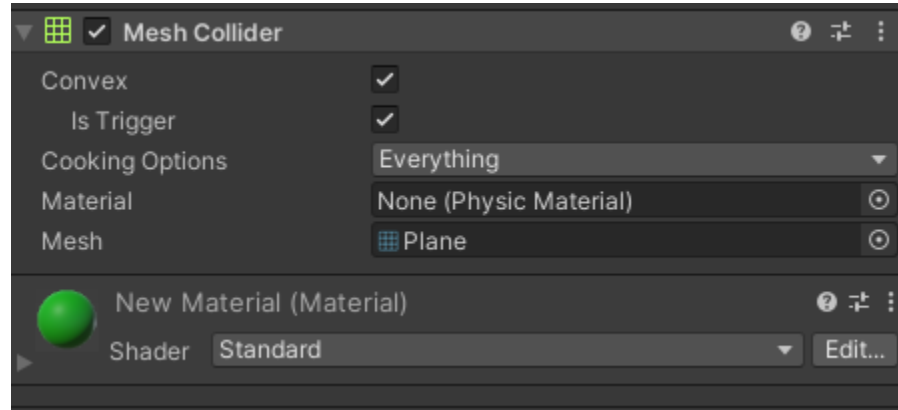 Mesh Collider
Convex
Is Trigger
Cooking Options Everything
Material None (Physic Material)
Mesh Plane
New Material (Material)
Shader Standard Edit...